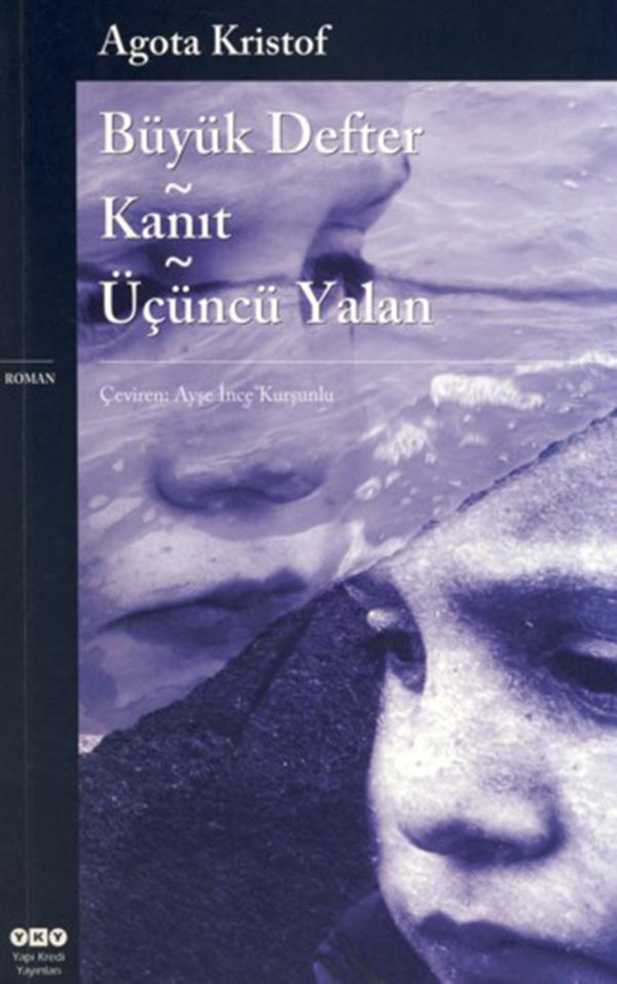 Agota Kristof
Büyük Defter
~
Kanıt
~
Üçüncü Yalan
ROMAN
Çeviren: Ayşe İnce Kurşunlu
YKY
Yapı Kredi
Yayınları